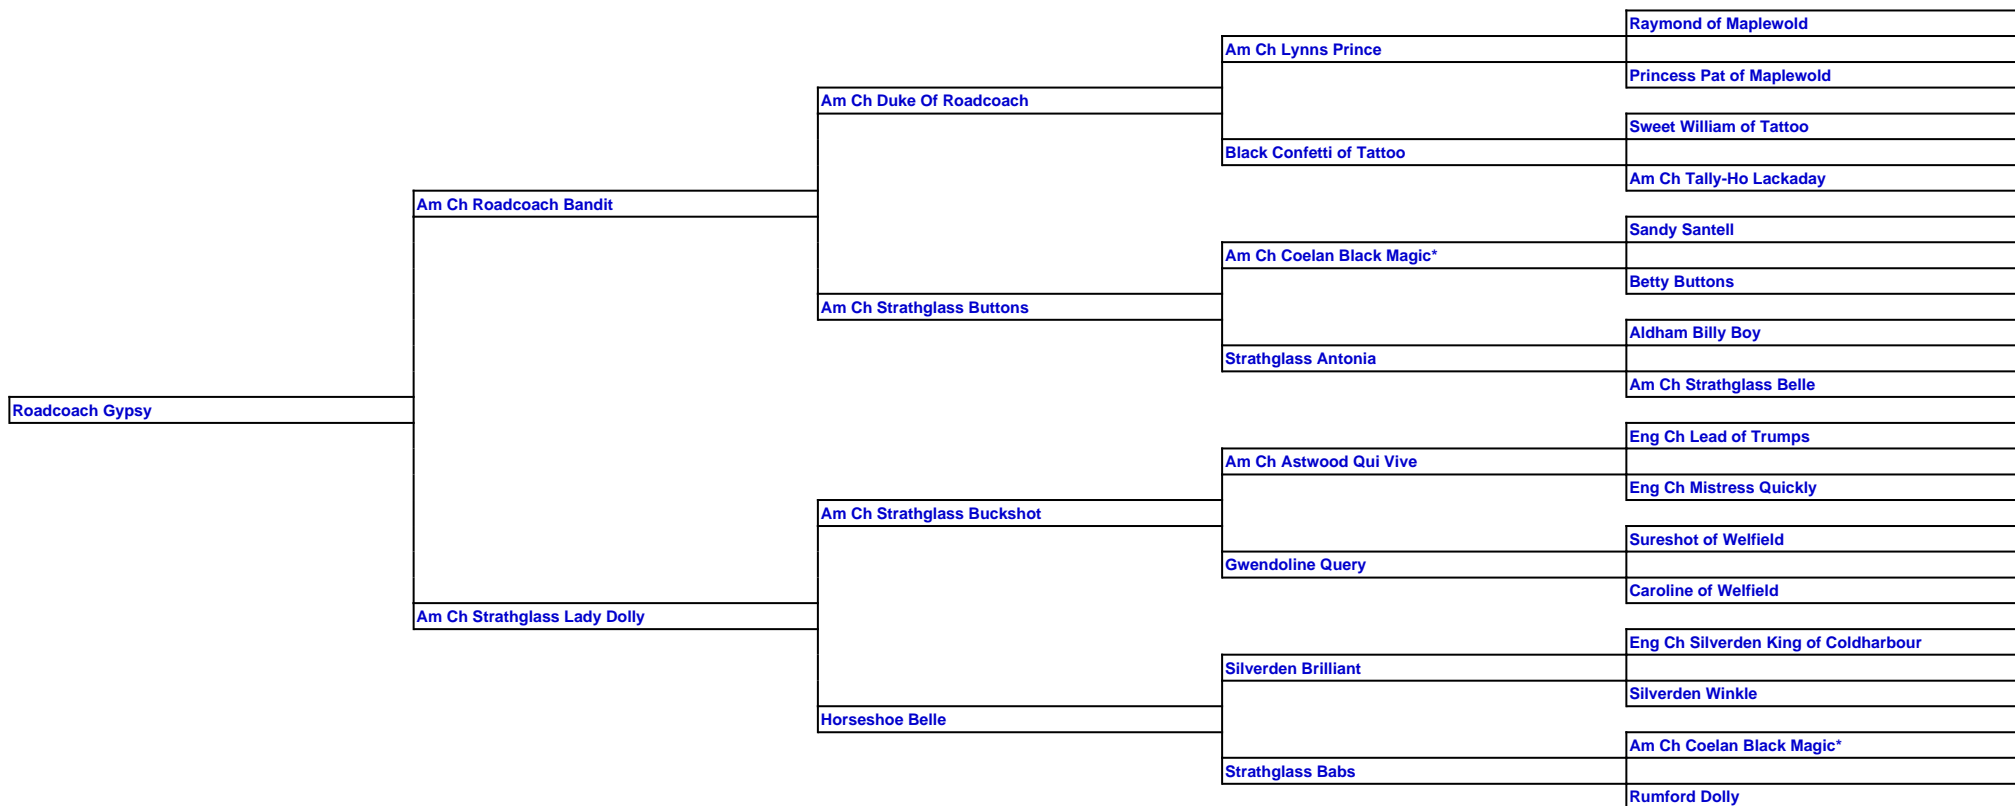 Raymond of Maplewold
Am Ch Lynns Prince
Princess Pat of Maplewold
Am Ch Duke Of Roadcoach
Sweet William of Tattoo
Black Confetti of Tattoo
Am Ch Tally-Ho Lackaday
Am Ch Roadcoach Bandit
Sandy Santell
Am Ch Coelan Black Magic*
Betty Buttons
Am Ch Strathglass Buttons
Aldham Billy Boy
Strathglass Antonia
Am Ch Strathglass Belle
Roadcoach Gypsy
Eng Ch Lead of Trumps
Am Ch Astwood Qui Vive
Eng Ch Mistress Quickly
Am Ch Strathglass Buckshot
Sureshot of Welfield
Gwendoline Query
Caroline of Welfield
Am Ch Strathglass Lady Dolly
Eng Ch Silverden King of Coldharbour
Silverden Brilliant
Silverden Winkle
Horseshoe Belle
Am Ch Coelan Black Magic*
Strathglass Babs
Rumford Dolly